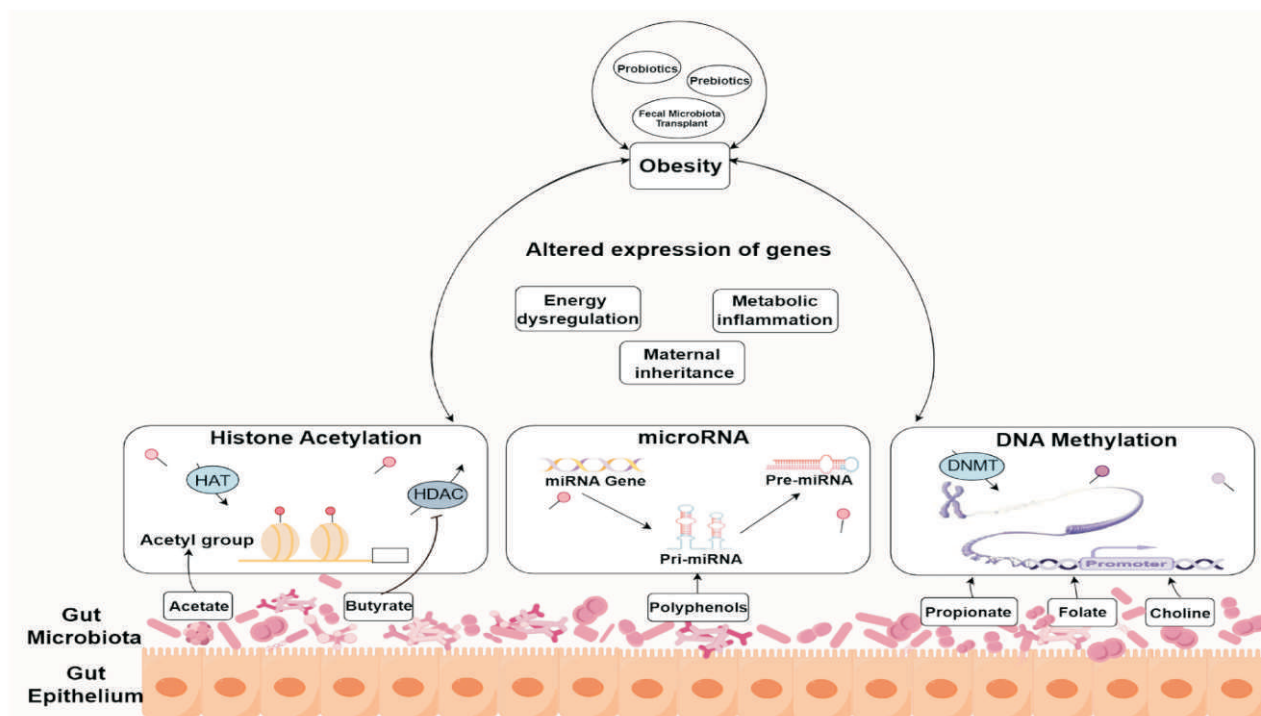 Probiotics
Prebiotics
Fecal Microbiota
Transplant
Obesity
Altered expression of genes
Energy
dysregulation
Metabolic
inflammation
Maternal
inheritance
Histone Acetylation
HAT
HDAC
Acetyl group
microRNA
miRNA Gene
Pre-miRNA
Pri-miRNA
DNA Methylation
DNMT
Promoter
Acetate
Butyrate
Polyphenols
Propionate
Folate
Choline
Gut
Microbiota
Gut
Epithelium